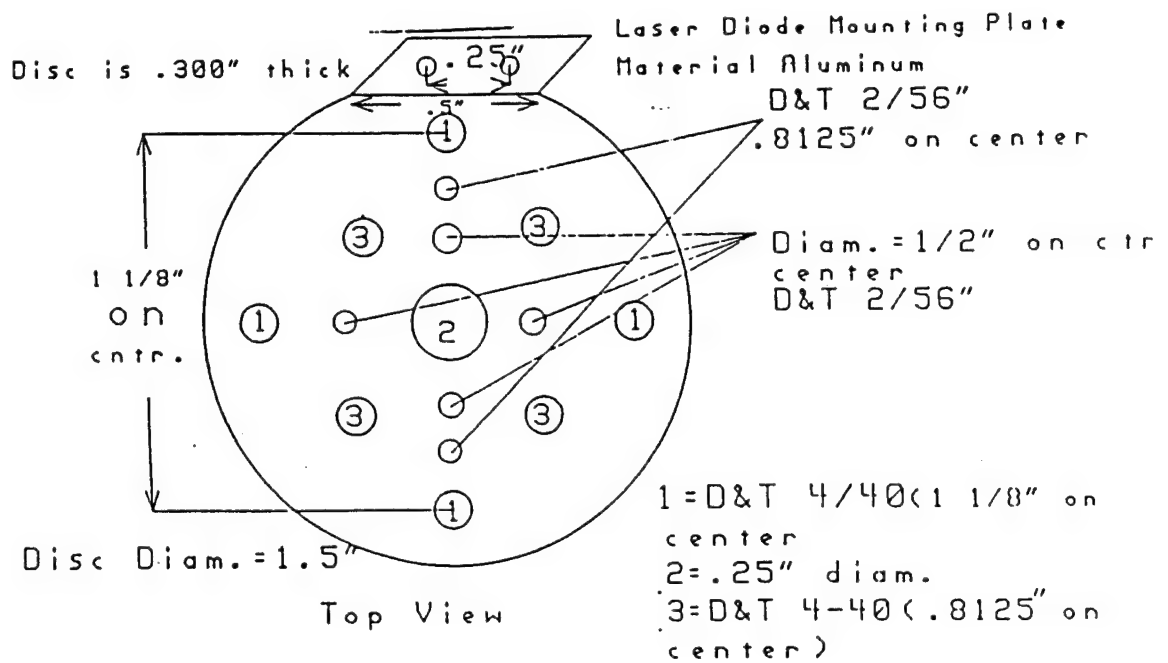 Laser Diode Mounting Plate
Material Aluminum
Disc is .300" thick
.25"
.5"
D&T 2/56"
.8125" on center
1
3
3
Diam.=1/2" on ctr
center
D&T 2/56"
1 1/8"
on
cntr.
1
2
1
3
3
1
1=D&T 4/40(1 1/8" on
center
2=.25" diam.
3=D&T 4-40(.8125" on
center)
Disc Diam.=1.5"
Top View